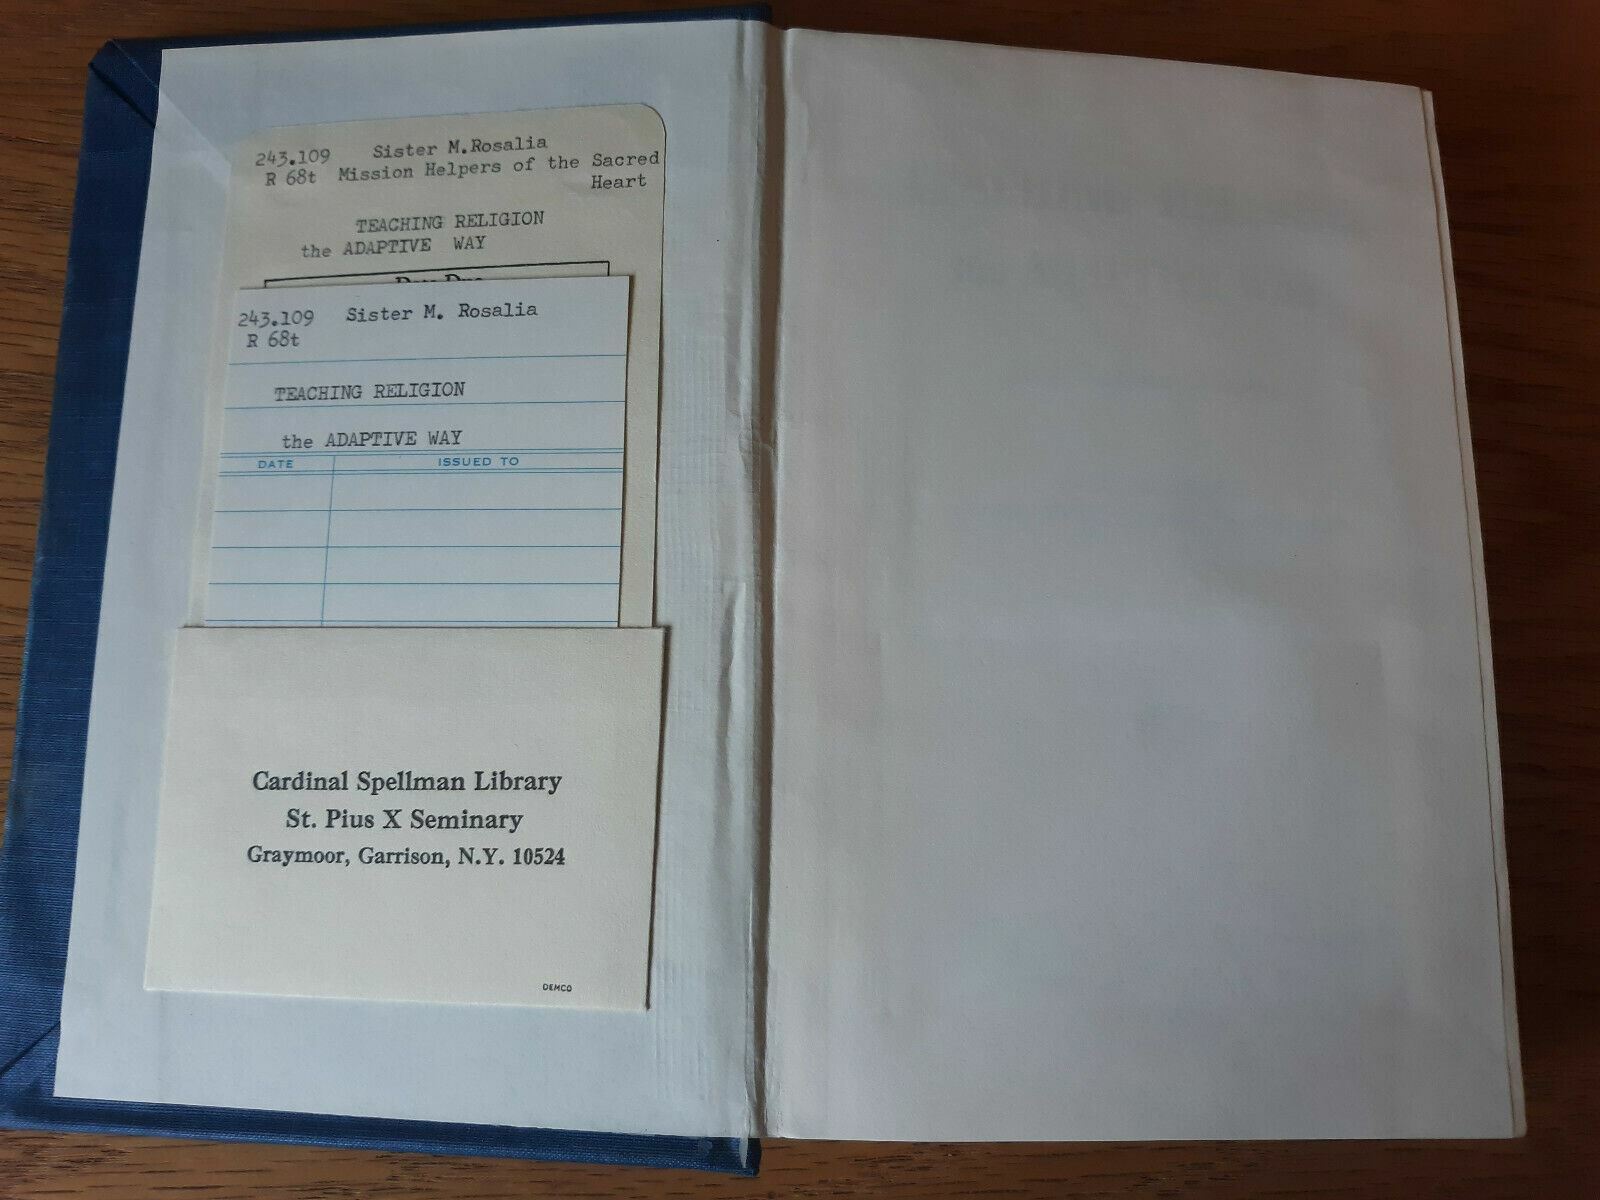 243.109 Sister M.Rosalia
R 68t Mission Helpers of the Sacred
Heart
TEACHING RELIGION
the ADAPTIVE WAY
Date Due
243.109 Sister M. Rosalia
R 68t
TEACHING RELIGION
the ADAPTIVE WAY
DATE ISSUED TO
Cardinal Spellman Library
St. Pius X Seminary
Graymoor, Garrison, N.Y. 10524
DEMCO